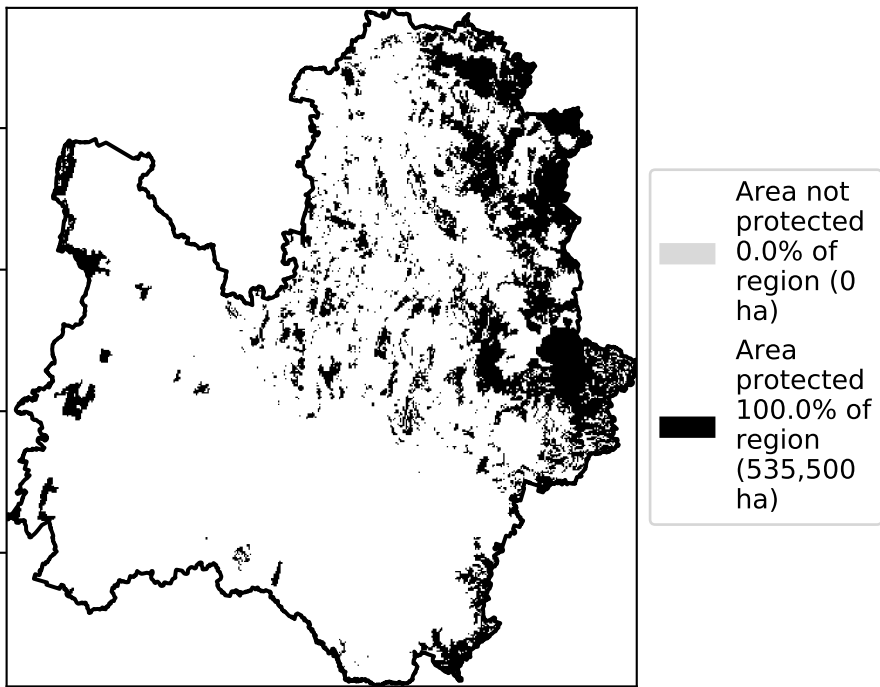 Area not
protected
0.0% of
region (0
ha)
Area
protected
100.0% of
region
(535,500
ha)